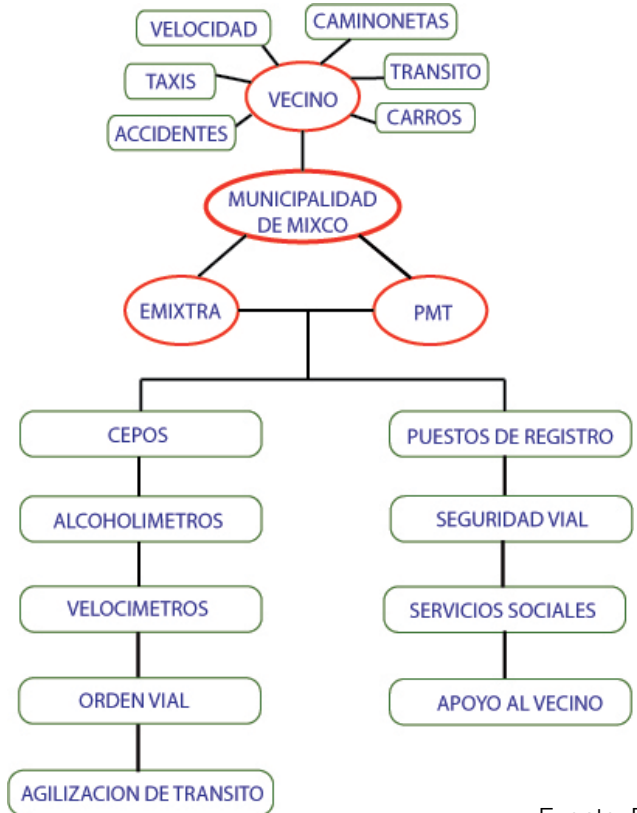 VELOCIDAD
CAMINONETAS
TAXIS
TRANSITO
VECINO
ACCIDENTES
CARROS
MUNICIPALIDAD
DE MIXCO
EMIXTRA
PMT
CEPOS
PUESTOS DE REGISTRO
ALCOHOLIMETROS
SEGURIDAD VIAL
VELOCIMETROS
SERVICIOS SOCIALES
ORDEN VIAL
APOYO AL VECINO
AGILIZACION DE TRANSITO